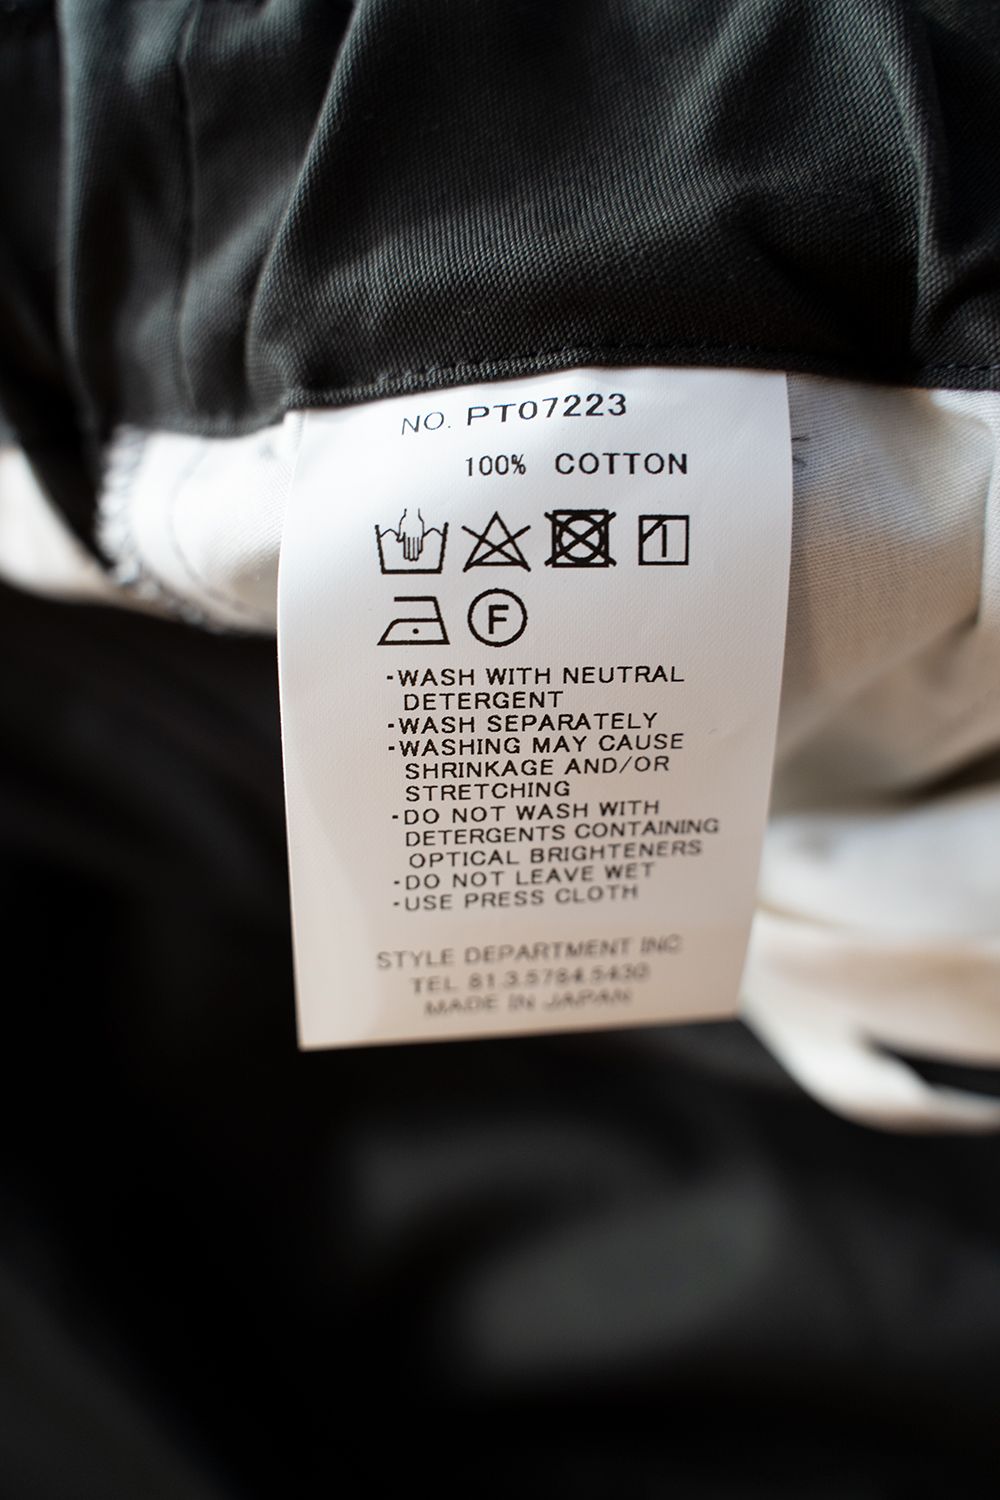 NO. PT07223
100% COTTON
F
-WASH WITH NEUTRAL
DETERGENT
-WASH SEPARATELY
-WASHING MAY CAUSE
SHRINKAGE AND/OR
STRETCHING
-DO NOT WASH WITH
DETERGENTS CONTAINING
OPTICAL BRIGHTENERS
-DO NOT LEAVE WET
-USE PRESS CLOTH
STYLE DEPARTMENT INC
TEL 81.3.5784.5430
MADE IN JAPAN